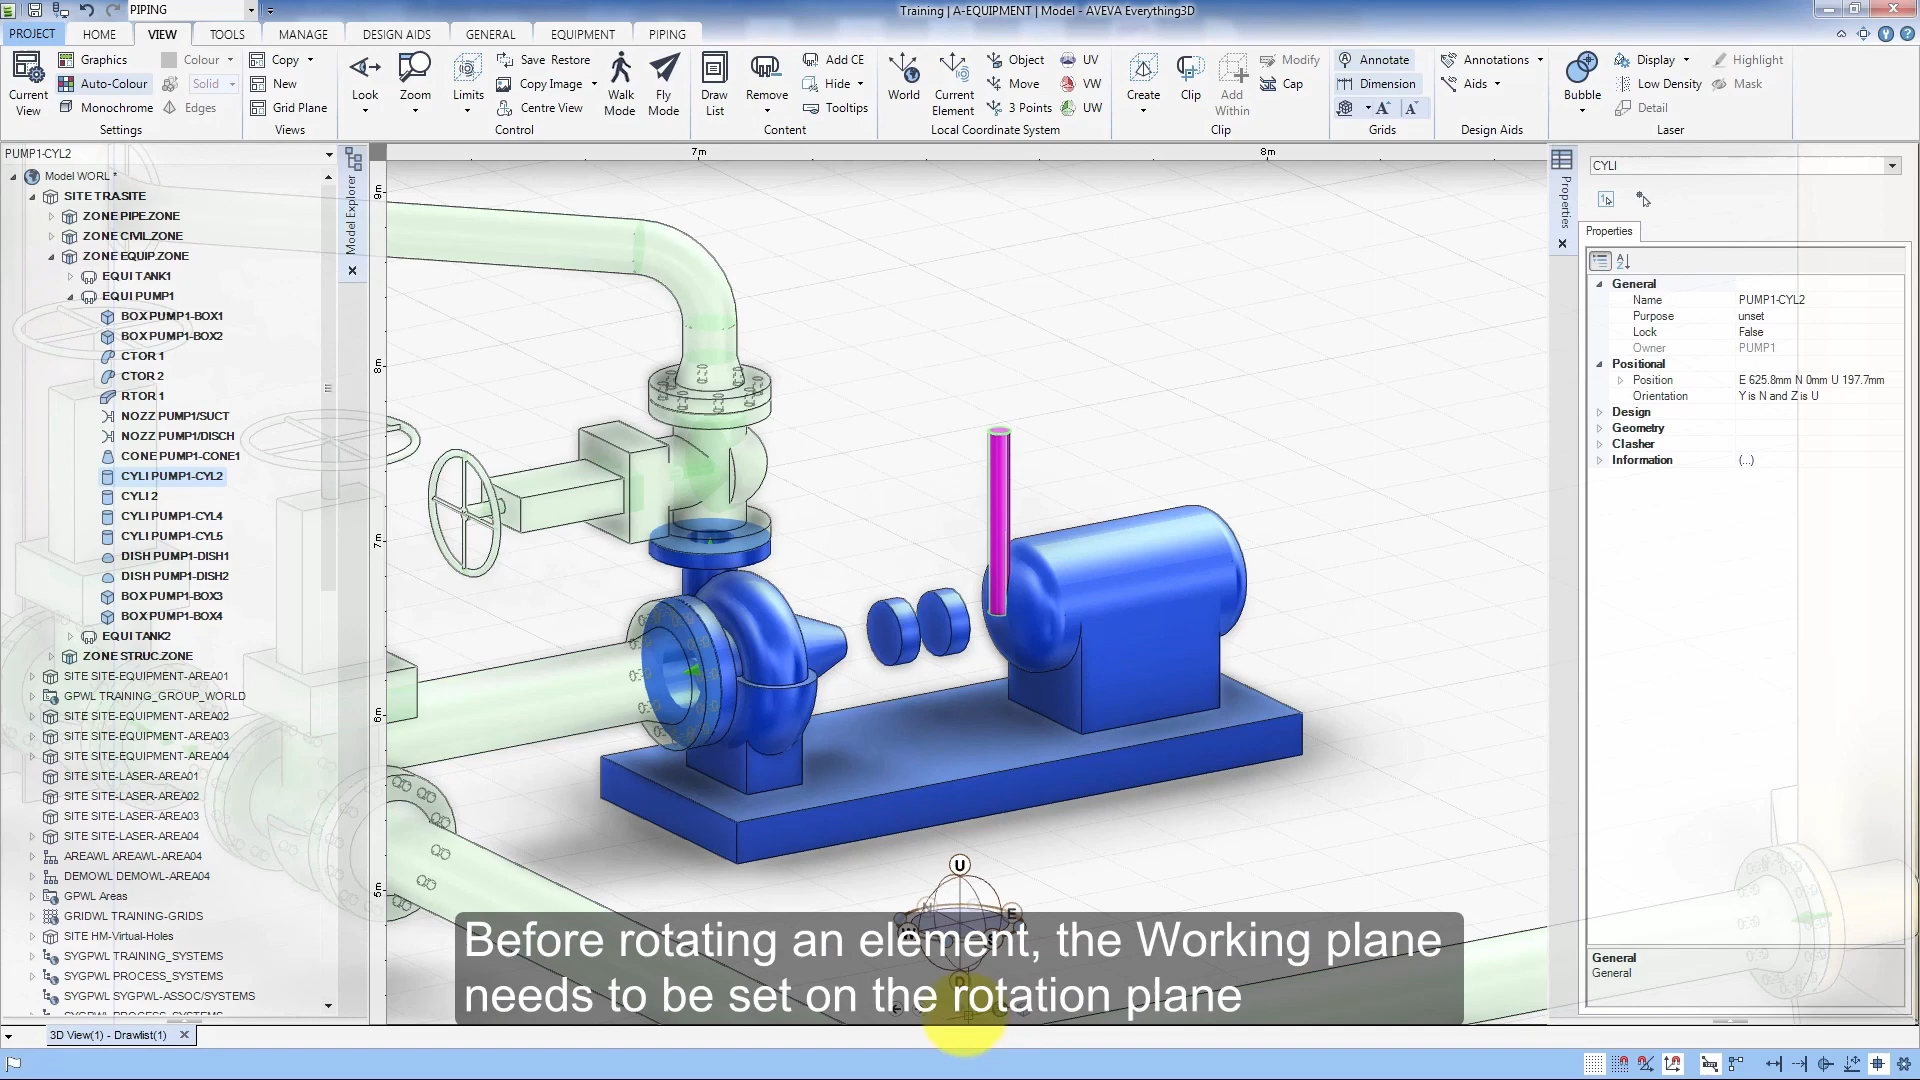 PIPING
Training | A-EQUIPMENT | Model - AVEVA Everything3D
PROJECT HOME VIEW TOOLS MANAGE DESIGN AIDS GENERAL EQUIPMENT PIPING
Current View
Graphics
Auto-Colour
Monochrome
Colour
Solid
Edges
Settings
Copy
New
Grid Plane
Views
Look
Zoom
Limits
Save Restore
Copy Image
Centre View
Walk Mode
Fly Mode
Control
Draw List
Remove
Add CE
Hide
Tooltips
Content
World
Current Element
Object
Move
3 Points
UV
VW
UW
Local Coordinate System
Create
Clip
Add Within
Modify
Cap
Clip
Annotate
Dimension
Grids
Annotations
Aids
Design Aids
Bubble
Display
Low Density
Detail
Highlight
Mask
Laser
PUMP1-CYL2
Model WORL *
SITE TRASITE
ZONE PIPE.ZONE
ZONE CIVIL.ZONE
ZONE EQUIP.ZONE
EQUI TANK1
EQUI PUMP1
BOX PUMP1-BOX1
BOX PUMP1-BOX2
CTOR 1
CTOR 2
RTOR 1
NOZZ PUMP1/SUCT
NOZZ PUMP1/DISCH
CONE PUMP1-CONE1
CYLI PUMP1-CYL2
CYLI 2
CYLI PUMP1-CYL4
CYLI PUMP1-CYL5
DISH PUMP1-DISH1
DISH PUMP1-DISH2
BOX PUMP1-BOX3
BOX PUMP1-BOX4
EQUI TANK2
ZONE STRUC.ZONE
SITE SITE-EQUIPMENT-AREA01
GPWL TRAINING_GROUP_WORLD
SITE SITE-EQUIPMENT-AREA02
SITE SITE-EQUIPMENT-AREA03
SITE SITE-EQUIPMENT-AREA04
SITE SITE-LASER-AREA01
SITE SITE-LASER-AREA02
SITE SITE-LASER-AREA03
SITE SITE-LASER-AREA04
AREAWL AREAWL-AREA04
DEMOWL DEMOWL-AREA04
GPWL Areas
GRIDWL TRAINING-GRIDS
SITE HM-Virtual-Holes
SYGPWL TRAINING_SYSTEMS
SYGPWL PROCESS_SYSTEMS
SYGPWL SYGPWL-ASSOC/SYSTEMS
Model Explorer
7m 8m
9m
8m
7m
6m
5m
U
E
Before rotating an element, the Working plane
needs to be set on the rotation plane
Properties
CYLI
Properties
General
Name PUMP1-CYL2
Purpose unset
Lock False
Owner PUMP1
Positional
Position E 625.8mm N 0mm U 197.7mm
Orientation Y is N and Z is U
Design
Geometry
Clasher
Information (...)
General
General
3D View(1) - Drawlist(1)